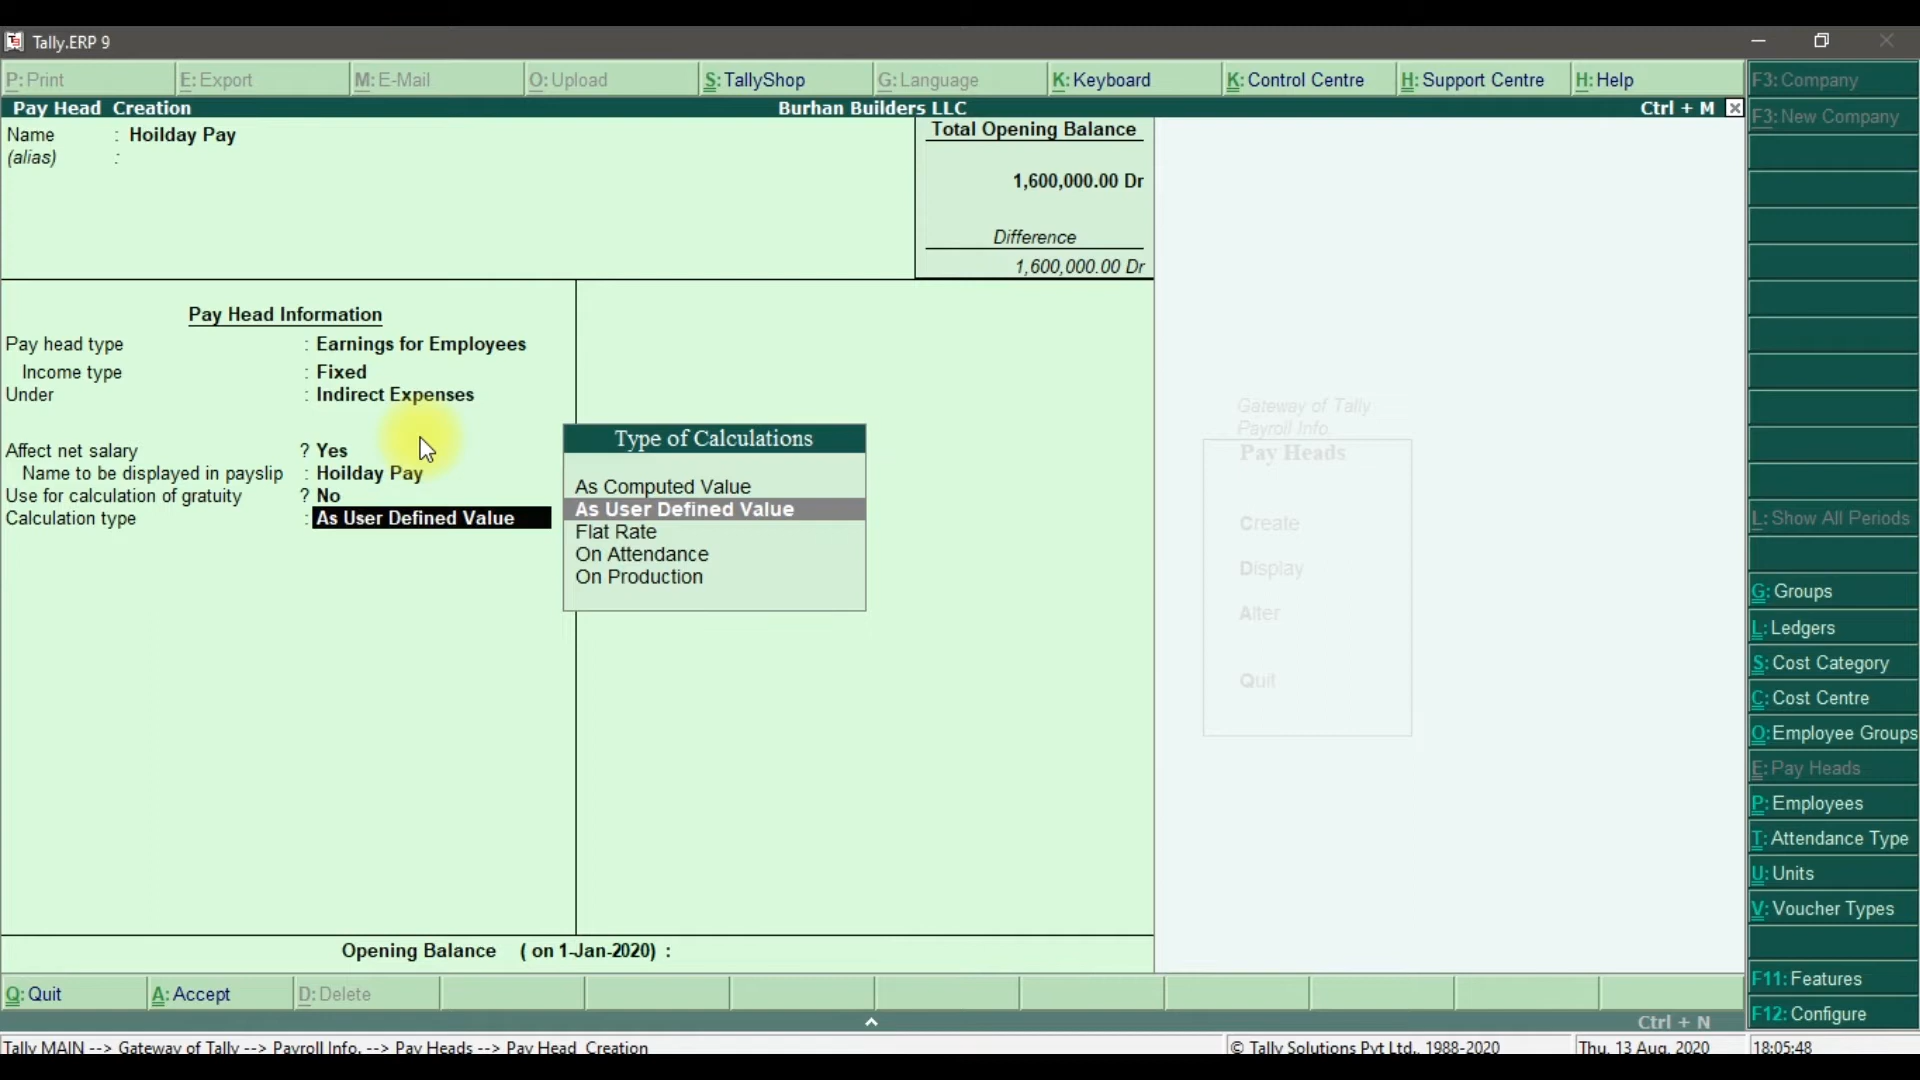 Tally.ERP 9
P: Print E: Export M: E-Mail O: Upload S: TallyShop G: Language K: Keyboard K: Control Centre H: Support Centre H: Help F3: Company
Pay Head Creation Burhan Builders LLC Ctrl + M
F3: New Company
Name : Hoilday Pay
(alias) :
Total Opening Balance
1,600,000.00 Dr
Difference
1,600,000.00 Dr
Pay Head Information
Pay head type : Earnings for Employees
Income type : Fixed
Under : Indirect Expenses
Affect net salary ? Yes
Name to be displayed in payslip : Hoilday Pay
Use for calculation of gratuity ? No
Calculation type : As User Defined Value
Type of Calculations
As Computed Value
As User Defined Value
Flat Rate
On Attendance
On Production
Gateway of Tally
Payroll Info.
Pay Heads
Create
Display
Alter
Quit
L: Show All Periods
G: Groups
L: Ledgers
S: Cost Category
C: Cost Centre
O: Employee Groups
E: Pay Heads
P: Employees
T: Attendance Type
U: Units
V: Voucher Types
F11: Features
F12: Configure
Opening Balance ( on 1-Jan-2020) :
Q: Quit A: Accept D: Delete
Ctrl + N
Tally MAIN --> Gateway of Tally --> Payroll Info. --> Pay Heads --> Pay Head Creation © Tally Solutions Pvt Ltd., 1988-2020 Thu, 13 Aug, 2020 18:05:48